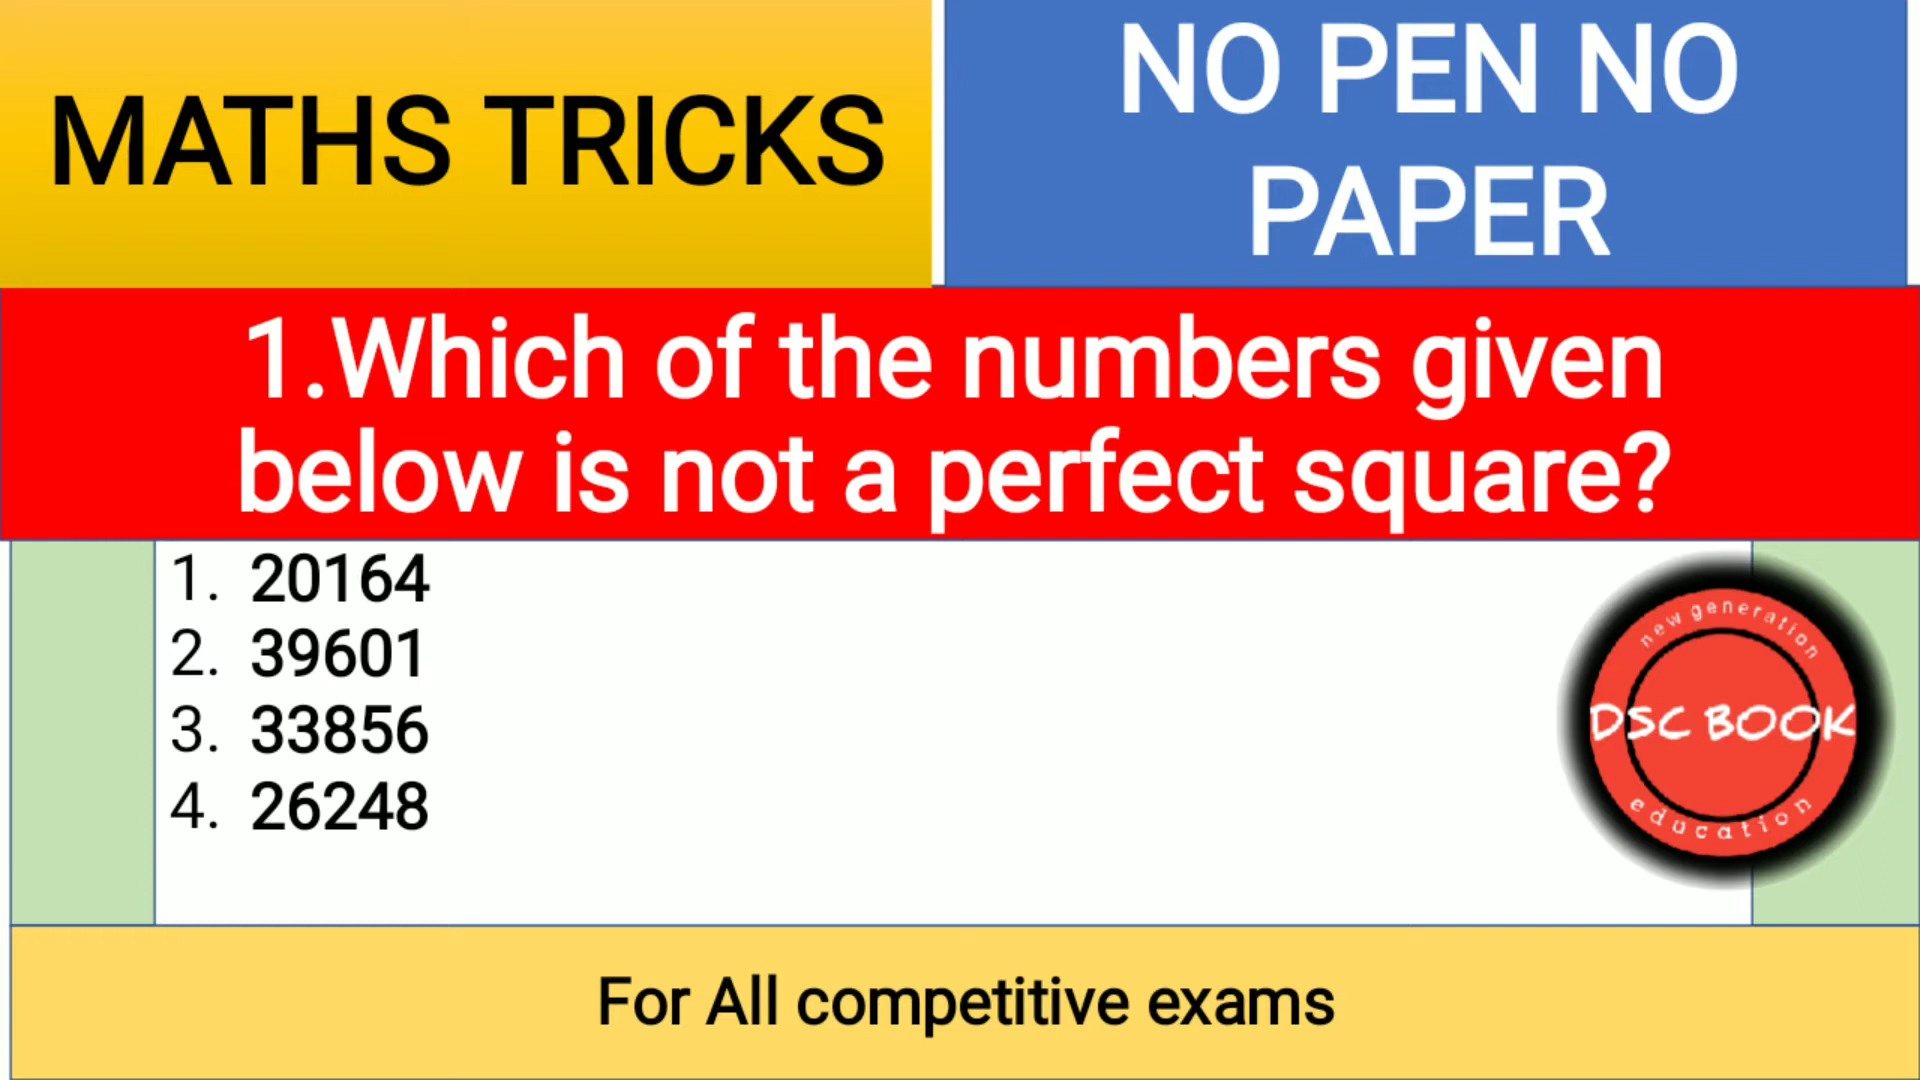 MATHS TRICKS
NO PEN NO
PAPER
1.Which of the numbers given
below is not a perfect square?
1. 20164
2. 39601
3. 33856
4. 26248
new generation
DSC BOOK
education
For All competitive exams